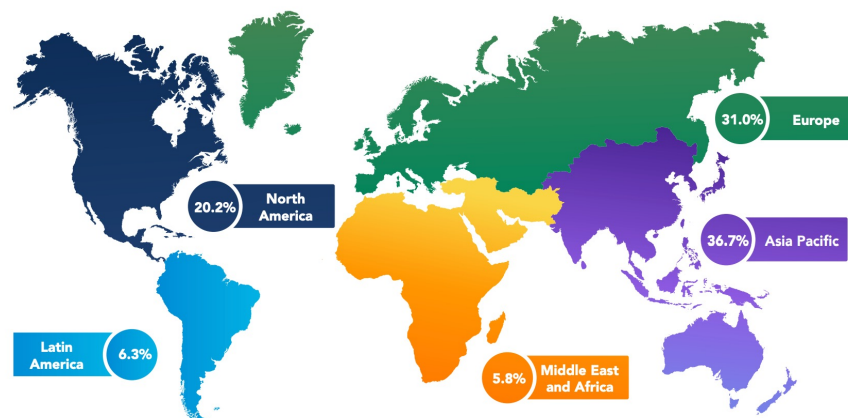 31.0%
Europe
20.2%
North
America
36.7%
Asia Pacific
Latin
America
6.3%
5.8%
Middle East
and Africa